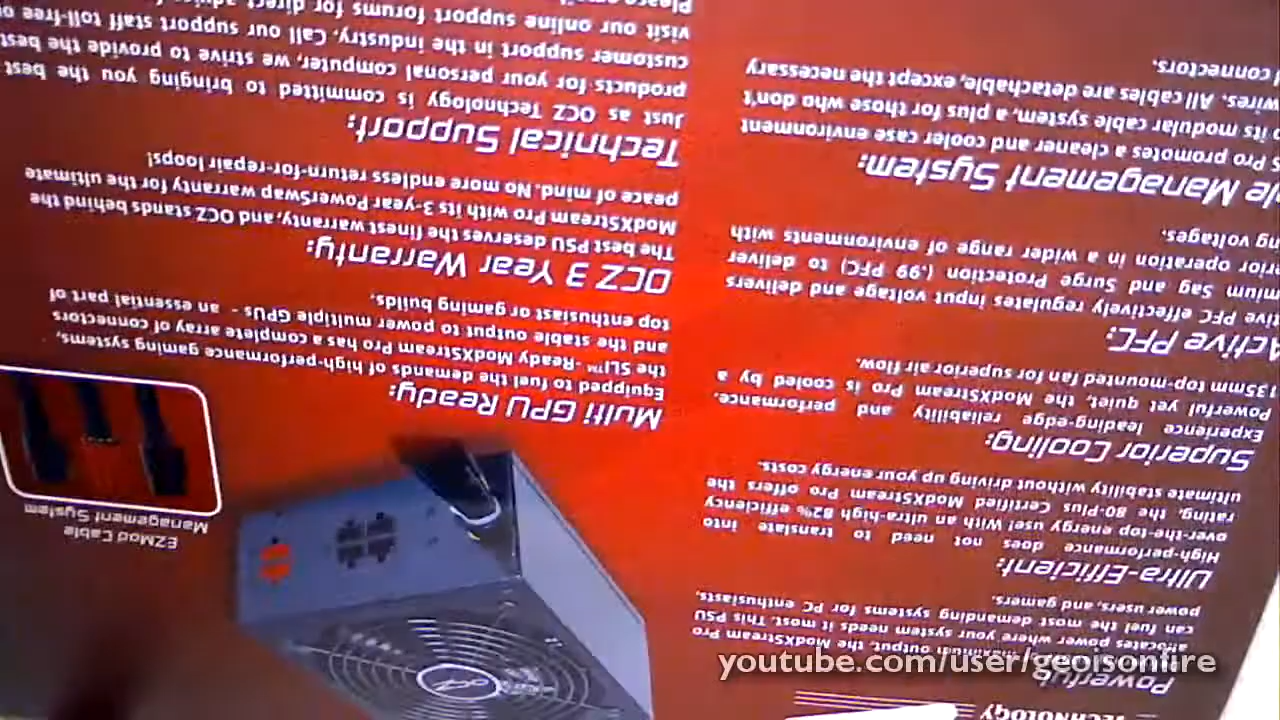 Technology
Powerful:
maximum output, the ModXStream Pro
allocates power where your system needs it most. This PSU
can fuel the most demanding systems for PC enthusiasts,
power users, and gamers.
Ultra-Efficient:
High-performance does not need to translate into
over-the-top energy use! With an ultra-high 82% efficiency
rating, the 80-Plus Certified ModXStream Pro offers the
ultimate stability without driving up your energy costs.
Superior Cooling:
Experience leading-edge reliability and performance.
Powerful yet quiet, the ModXStream Pro is cooled by a
135mm top-mounted fan for superior air flow.
Active PFC:
tive PFC effectively regulates input voltage and delivers
mium Sag and Surge Protection (.99 PFC) to deliver
rior operation in a wider range of environments with
ng voltages.
le Management System:
s Pro promotes a cleaner and cooler case environment
its modular cable system, a plus for those who don't
wires. All cables are detachable, except the necessary
connectors.
EZMod Cable
Management System
OCZ
Multi GPU Ready:
Equipped to fuel the demands of high-performance gaming systems,
the SLI™-Ready ModXStream Pro has a complete array of connectors
and the stable output to power multiple GPUs - an essential part of
top enthusiast or gaming builds.
OCZ 3 Year Warranty:
The best PSU deserves the finest warranty, and OCZ stands behind the
ModXStream Pro with its 3-year PowerSwap warranty for the ultimate
peace of mind. No more endless return-for-repair loops!
Technical Support:
Just as OCZ Technology is committed to bringing you the best
products for your personal computer, we strive to provide the best
customer support in the industry. Call our support staff toll-free or
visit our online support forums for direct advice
Please
youtube.com/user/geoisonfire